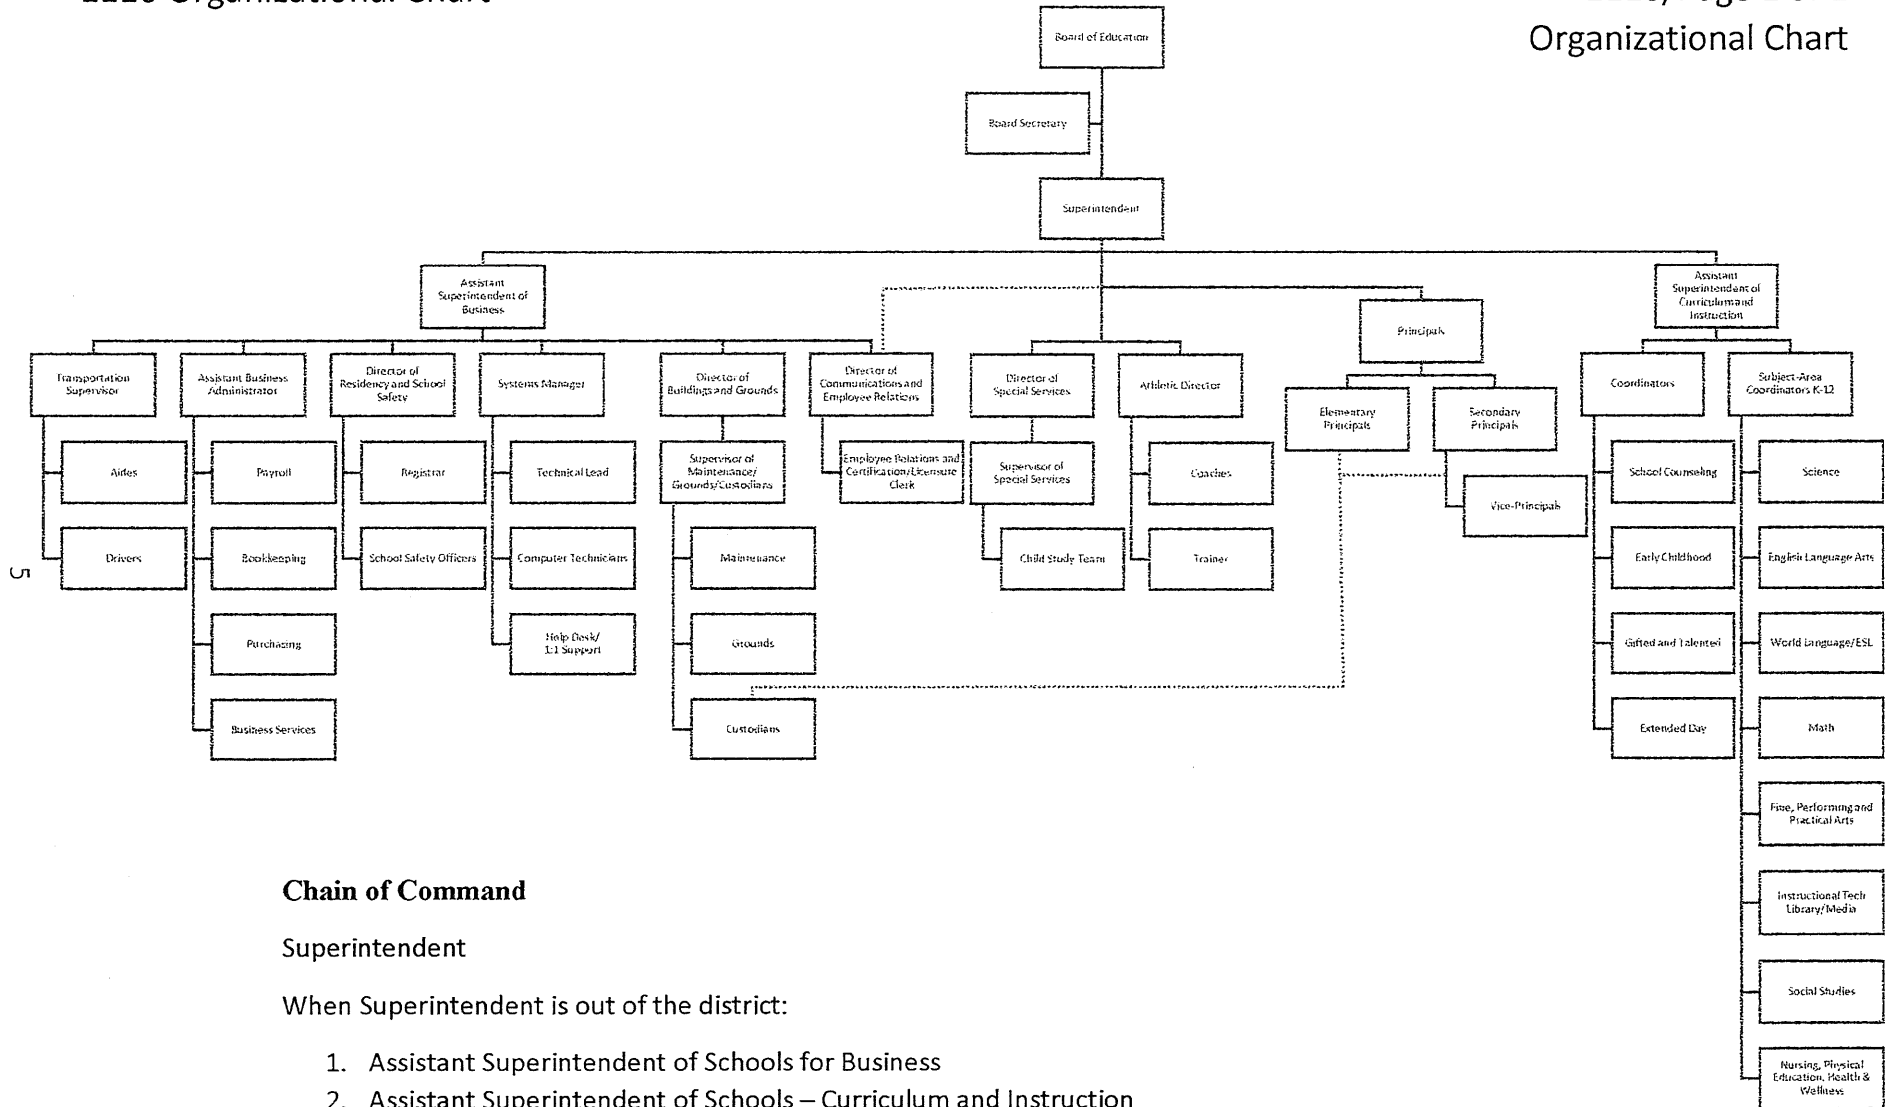 Organizational Chart
Board of Education
Board Secretary
Superintendent
Assistant
Superintendent of
Business
Assistant
Superintendent of
Curriculum and
Instruction
Principals
Transportation
Supervisor
Assistant Business
Administrator
Director of
Residency and School
Safety
Systems Manager
Director of
Buildings and Grounds
Director of
Communications and
Employee Relations
Director of
Special Services
Athletic Director
Elementary
Principals
Secondary
Principals
Coordinators
Subject-Area
Coordinators K-12
Aides
Payroll
Registrar
Technical Lead
Supervisor of
Maintenance/
Grounds/Custodians
Employee Relations and
Certification/Licensure
Clerk
Supervisor of
Special Services
Coaches
Vice-Principals
School Counseling
Science
Drivers
Bookkeeping
School Safety Officers
Computer Technicians
Maintenance
Child Study Team
Trainer
Early Childhood
English Language Arts
5
Purchasing
Help Desk/
1:1 Support
Grounds
Gifted and Talented
World Language/ESL
Business Services
Custodians
Extended Day
Math
Fine, Performing and
Practical Arts
Instructional Tech
Library/Media
Social Studies
Nursing, Physical
Education, Health &
Wellness
Chain of Command
Superintendent
When Superintendent is out of the district:
1. Assistant Superintendent of Schools for Business
2. Assistant Superintendent of Schools – Curriculum and Instruction